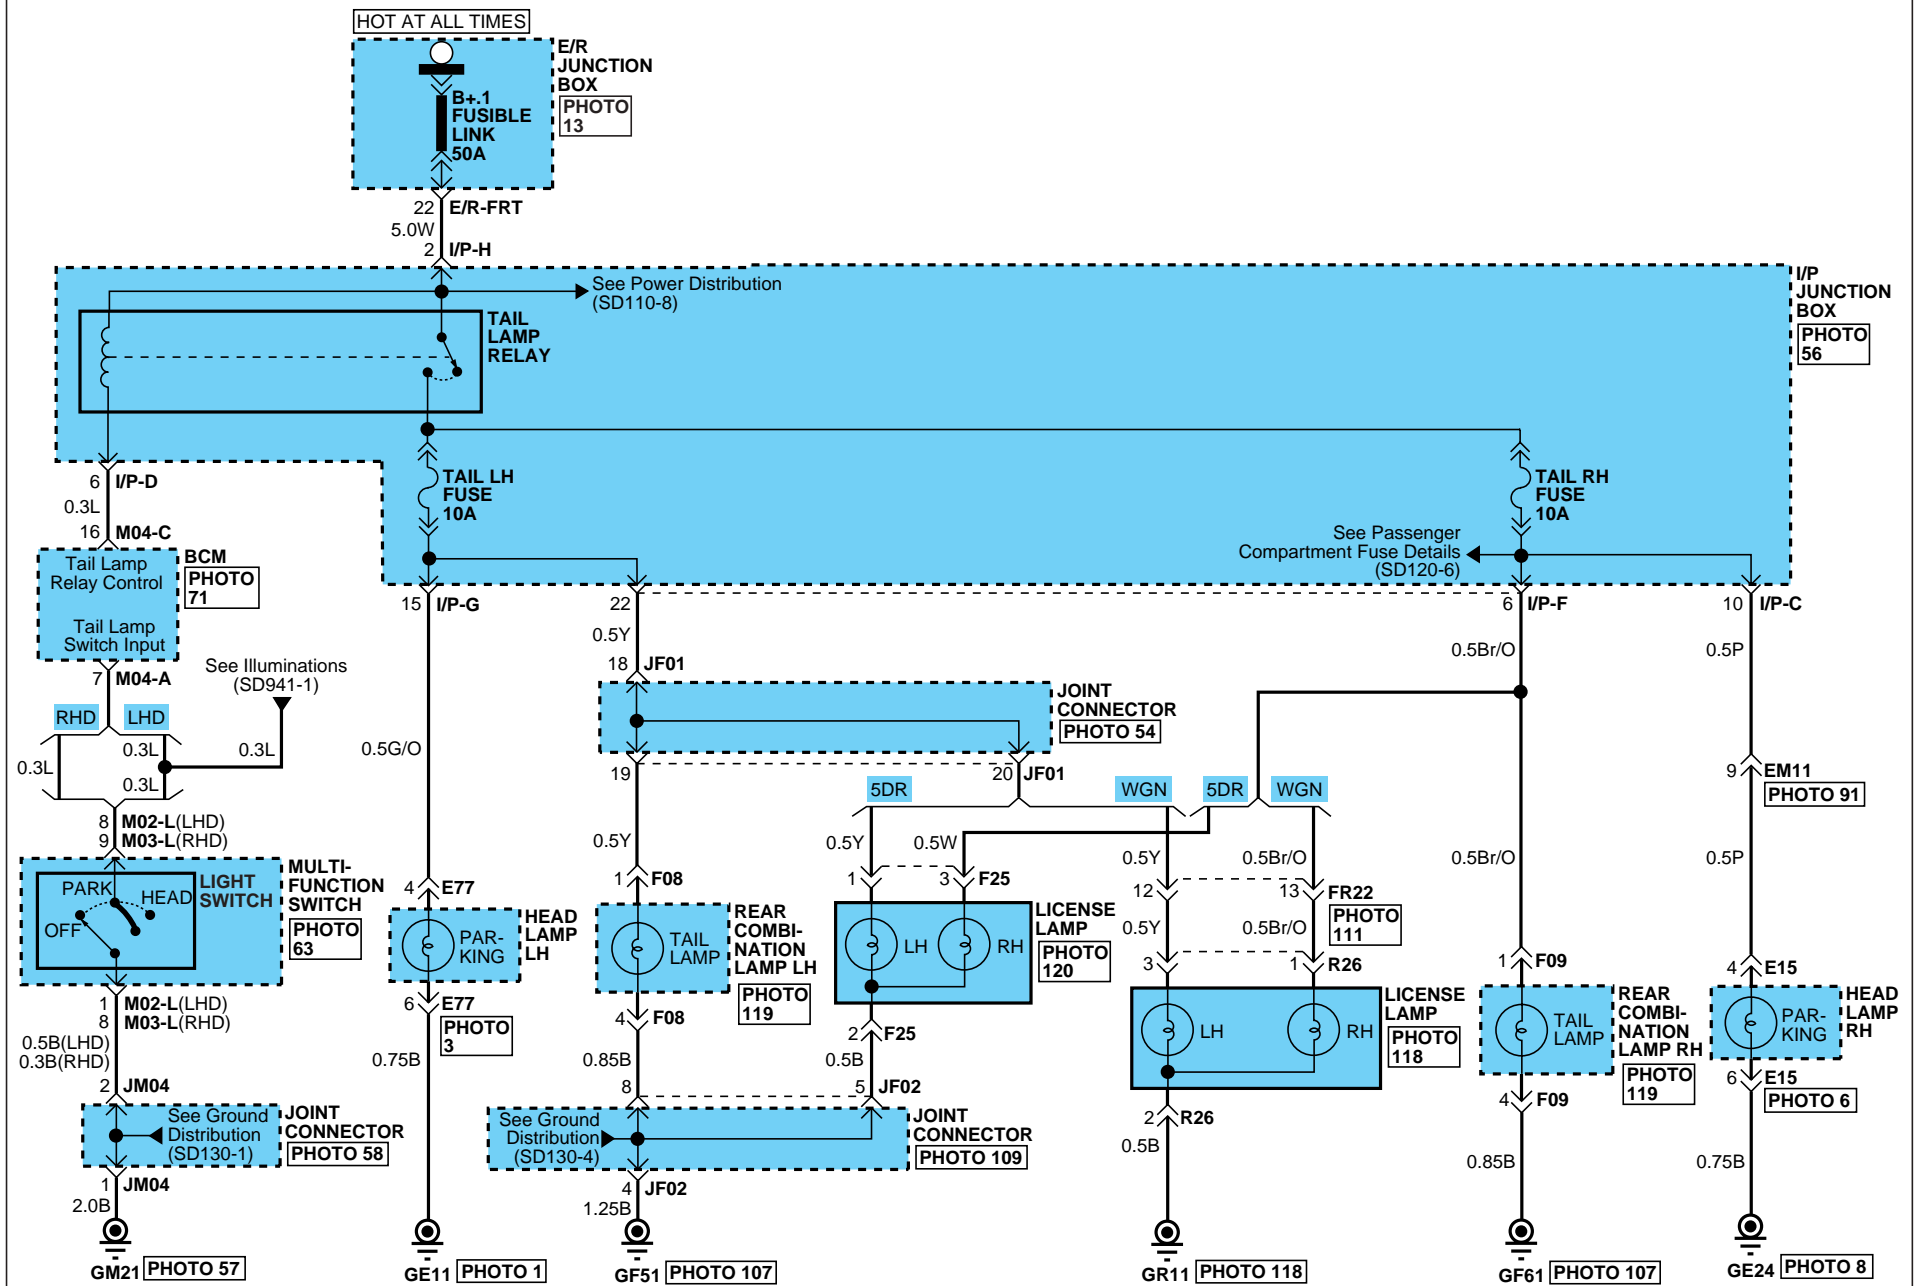 HOT AT ALL TIMES
E/R
JUNCTION
BOX
PHOTO
13
B+.1
FUSIBLE
LINK
50A
22 E/R-FRT
5.0W
2 I/P-H
See Power Distribution
(SD110-8)
I/P
JUNCTION
BOX
PHOTO
56
TAIL
LAMP
RELAY
TAIL LH
FUSE
10A
TAIL RH
FUSE
10A
See Passenger
Compartment Fuse Details
(SD120-6)
6 I/P-D
0.3L
16 M04-C
Tail Lamp
Relay Control
Tail Lamp
Switch Input
BCM
PHOTO
71
7 M04-A
See Illuminations
(SD941-1)
RHD
LHD
0.3L
0.3L
0.3L
0.3L
8 M02-L(LHD)
9 M03-L(RHD)
PARK
HEAD
OFF
LIGHT
SWITCH
MULTI-
FUNCTION
SWITCH
PHOTO
63
1 M02-L(LHD)
8 M03-L(RHD)
0.5B(LHD)
0.3B(RHD)
2 JM04
See Ground
Distribution
(SD130-1)
JOINT
CONNECTOR
PHOTO 58
1 JM04
2.0B
GM21 PHOTO 57
15 I/P-G
0.5G/O
4 E77
PAR-
KING
HEAD
LAMP
LH
6 E77
PHOTO
3
0.75B
GE11 PHOTO 1
22
0.5Y
18 JF01
JOINT
CONNECTOR
PHOTO 54
19
20 JF01
0.5Y
1 F08
TAIL
LAMP
REAR
COMBI-
NATION
LAMP LH
PHOTO
119
4 F08
0.85B
8
5 JF02
See Ground
Distribution
(SD130-4)
JOINT
CONNECTOR
PHOTO 109
4 JF02
1.25B
GF51 PHOTO 107
5DR
WGN
5DR
WGN
0.5Y
0.5W
1
3 F25
LH
RH
LICENSE
LAMP
PHOTO
120
2 F25
0.5B
0.5Y
0.5Br/O
12
13 FR22
PHOTO
111
0.5Y
0.5Br/O
3
1 R26
LH
RH
LICENSE
LAMP
PHOTO
118
2 R26
0.5B
GR11 PHOTO 118
6 I/P-F
0.5Br/O
0.5Br/O
1 F09
TAIL
LAMP
REAR
COMBI-
NATION
LAMP RH
PHOTO
119
4 F09
0.85B
GF61 PHOTO 107
10 I/P-C
0.5P
9 EM11
PHOTO 91
0.5P
4 E15
PAR-
KING
HEAD
LAMP
RH
6 E15
PHOTO 6
0.75B
GE24 PHOTO 8